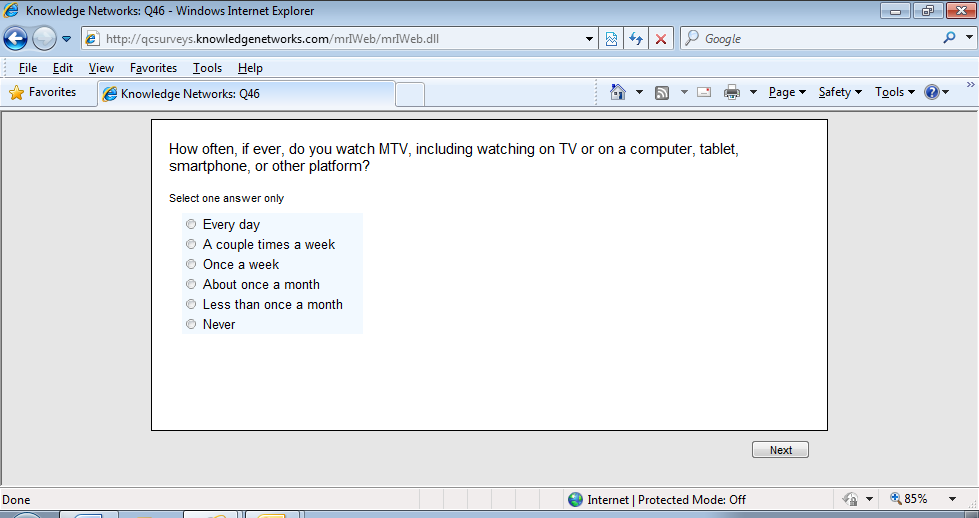 Knowledge Networks: Q46 - Windows Internet Explorer
http://qcsurveys.knowledgenetworks.com/mrIWeb/mrIWeb.dll
Google
File Edit View Favorites Tools Help
Favorites
Knowledge Networks: Q46
Page
Safety
Tools
How often, if ever, do you watch MTV, including watching on TV or on a computer, tablet,
smartphone, or other platform?
Select one answer only
Every day
A couple times a week
Once a week
About once a month
Less than once a month
Never
Next
Done
Internet | Protected Mode: Off
85%